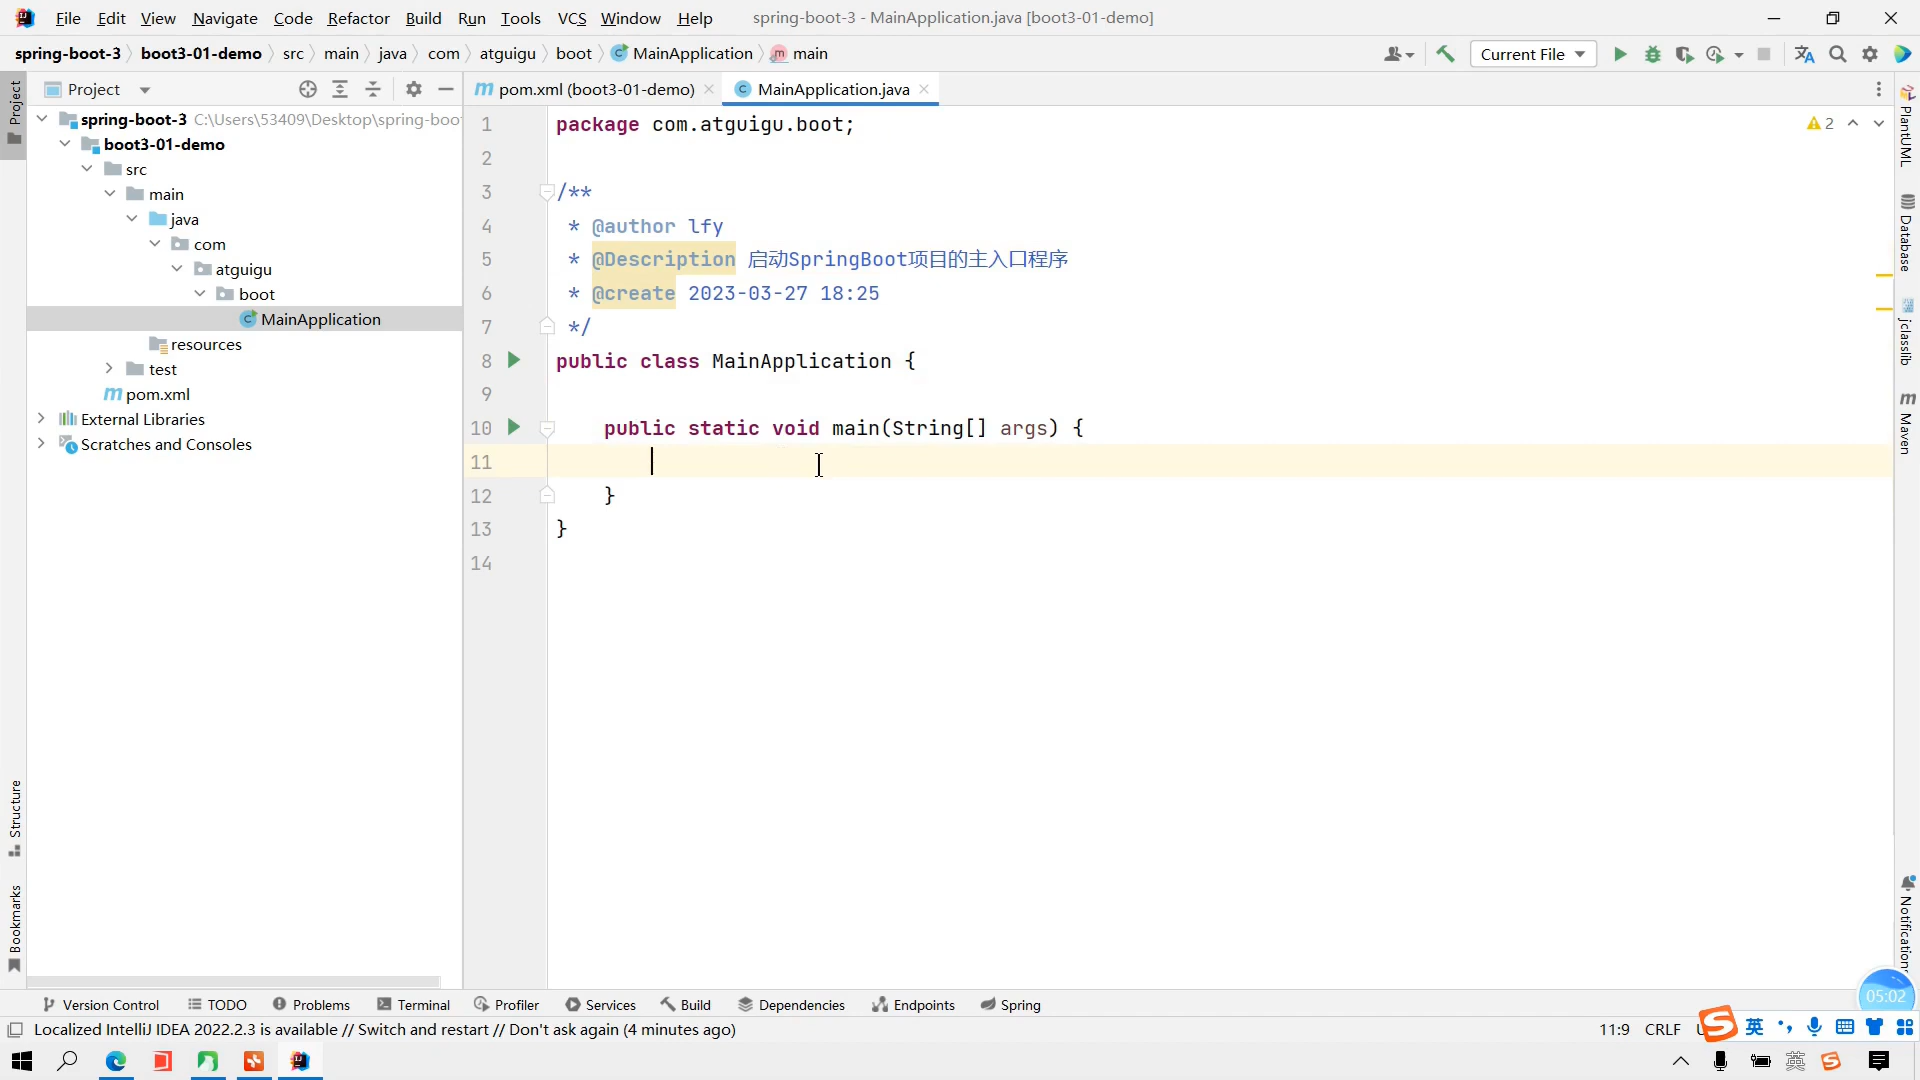 File Edit View Navigate Code Refactor Build Run Tools VCS Window Help spring-boot-3 - MainApplication.java [boot3-01-demo]
spring-boot-3 boot3-01-demo src main java com atguigu boot MainApplication main Current File
Project
pom.xml (boot3-01-demo) MainApplication.java
Project
spring-boot-3 C:\Users\53409\Desktop\spring-boo
boot3-01-demo
src
main
java
com
atguigu
boot
MainApplication
resources
test
pom.xml
External Libraries
Scratches and Consoles
Structure
Bookmarks
1 package com.atguigu.boot;
2
3 /**
4 * @author lfy
5 * @Description 启动SpringBoot项目的主入口程序
6 * @create 2023-03-27 18:25
7 */
8 public class MainApplication {
9
10 public static void main(String[] args) {
11
12 }
13 }
14
2
PlantUML
Database
jclasslib
Maven
Notifications
05:02
Version Control TODO Problems Terminal Profiler Services Build Dependencies Endpoints Spring
Localized IntelliJ IDEA 2022.2.3 is available // Switch and restart // Don't ask again (4 minutes ago)
11:9 CRLF
英
英